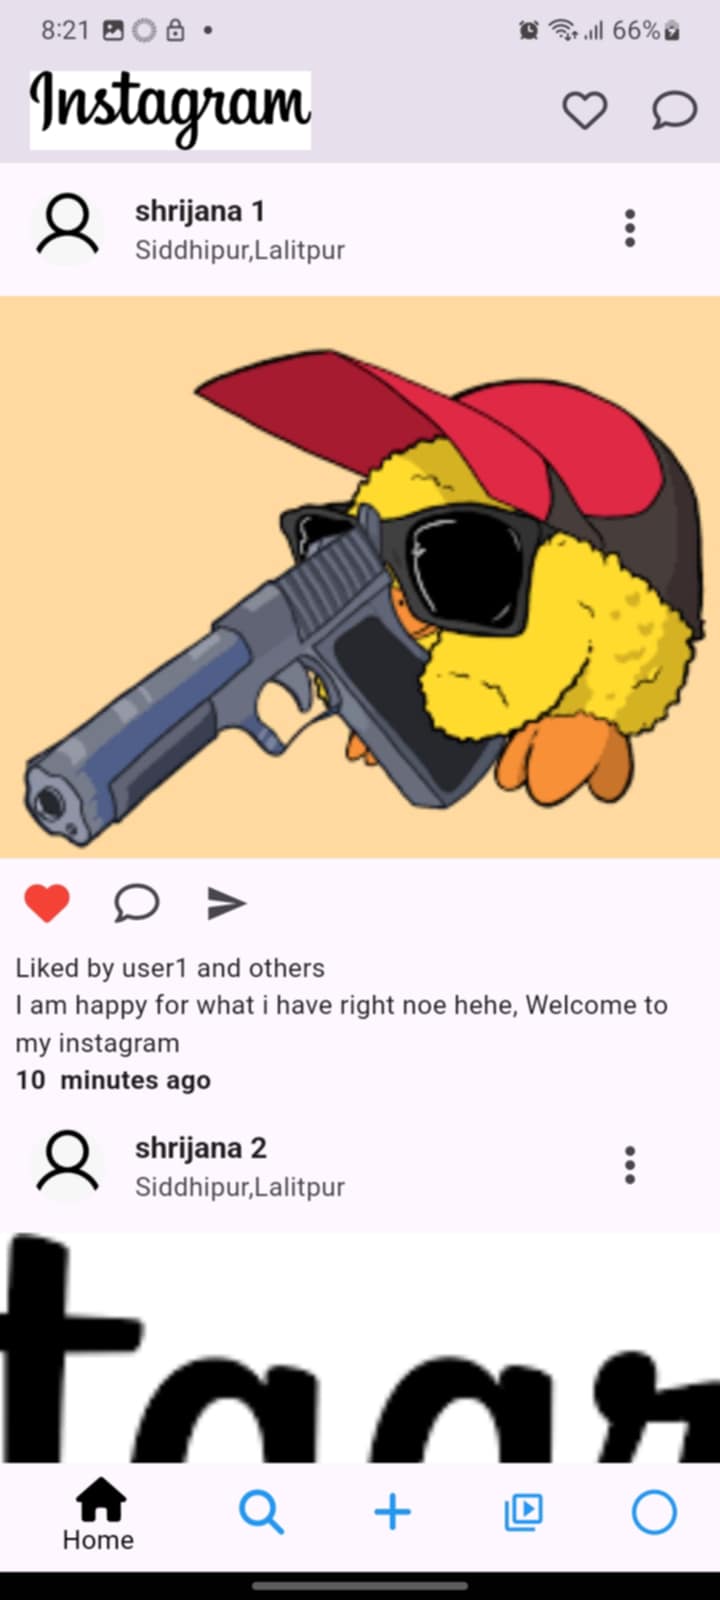 8:21
66%
Instagram
shrijana 1
Siddhipur,Lalitpur
Liked by user1 and others
I am happy for what i have right noe hehe, Welcome to
my instagram
10 minutes ago
shrijana 2
Siddhipur,Lalitpur
tagr
Home